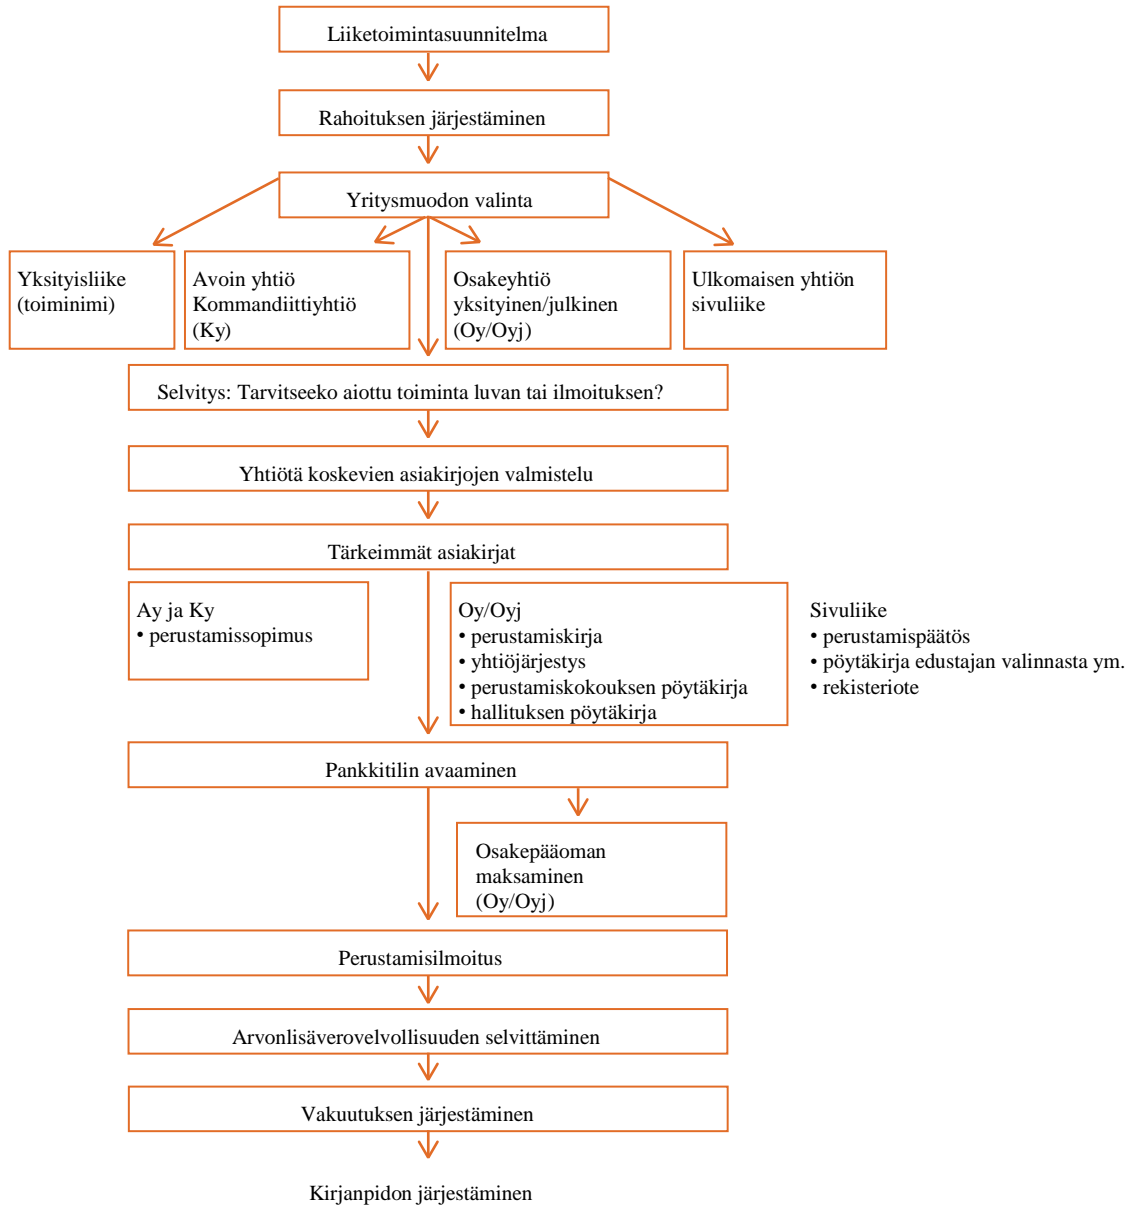 Liiketoimintasuunnitelma
Rahoituksen järjestäminen
Yritysmuodon valinta
Yksityisliike
(toiminimi)
Avoin yhtiö
Kommandiittiyhtiö
(Ky)
Osakeyhtiö
yksityinen/julkinen
(Oy/Oyj)
Ulkomaisen yhtiön
sivuliike
Selvitys: Tarvitseeko aiottu toiminta luvan tai ilmoituksen?
Yhtiötä koskevien asiakirjojen valmistelu
Tärkeimmät asiakirjat
Ay ja Ky
• perustamissopimus
Oy/Oyj
• perustamiskirja
• yhtiöjärjestys
• perustamiskokouksen pöytäkirja
• hallituksen pöytäkirja
Sivuliike
• perustamispäätös
• pöytäkirja edustajan valinnasta ym.
• rekisteriote
Pankkitilin avaaminen
Osakepääoman
maksaminen
(Oy/Oyj)
Perustamisilmoitus
Arvonlisäverovelvollisuuden selvittäminen
Vakuutuksen järjestäminen
Kirjanpidon järjestäminen